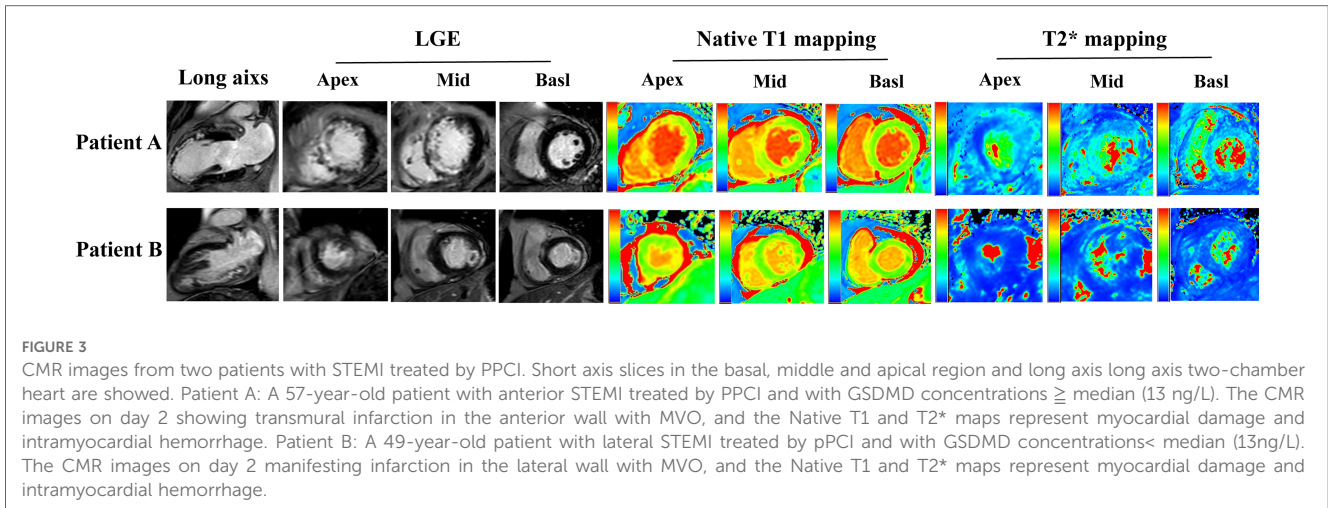 LGE Native T1 mapping T2* mapping
Long aixs Apex Mid Basl Apex Mid Basl Apex Mid Basl
Patient A
Patient B
FIGURE 3
CMR images from two patients with STEMI treated by PPCI. Short axis slices in the basal, middle and apical region and long axis long axis two-chamber
heart are showed. Patient A: A 57-year-old patient with anterior STEMI treated by PPCI and with GSDMD concentrations ≧ median (13 ng/L). The CMR
images on day 2 showing transmural infarction in the anterior wall with MVO, and the Native T1 and T2* maps represent myocardial damage and
intramyocardial hemorrhage. Patient B: A 49-year-old patient with lateral STEMI treated by pPCI and with GSDMD concentrations< median (13ng/L).
The CMR images on day 2 manifesting infarction in the lateral wall with MVO, and the Native T1 and T2* maps represent myocardial damage and
intramyocardial hemorrhage.